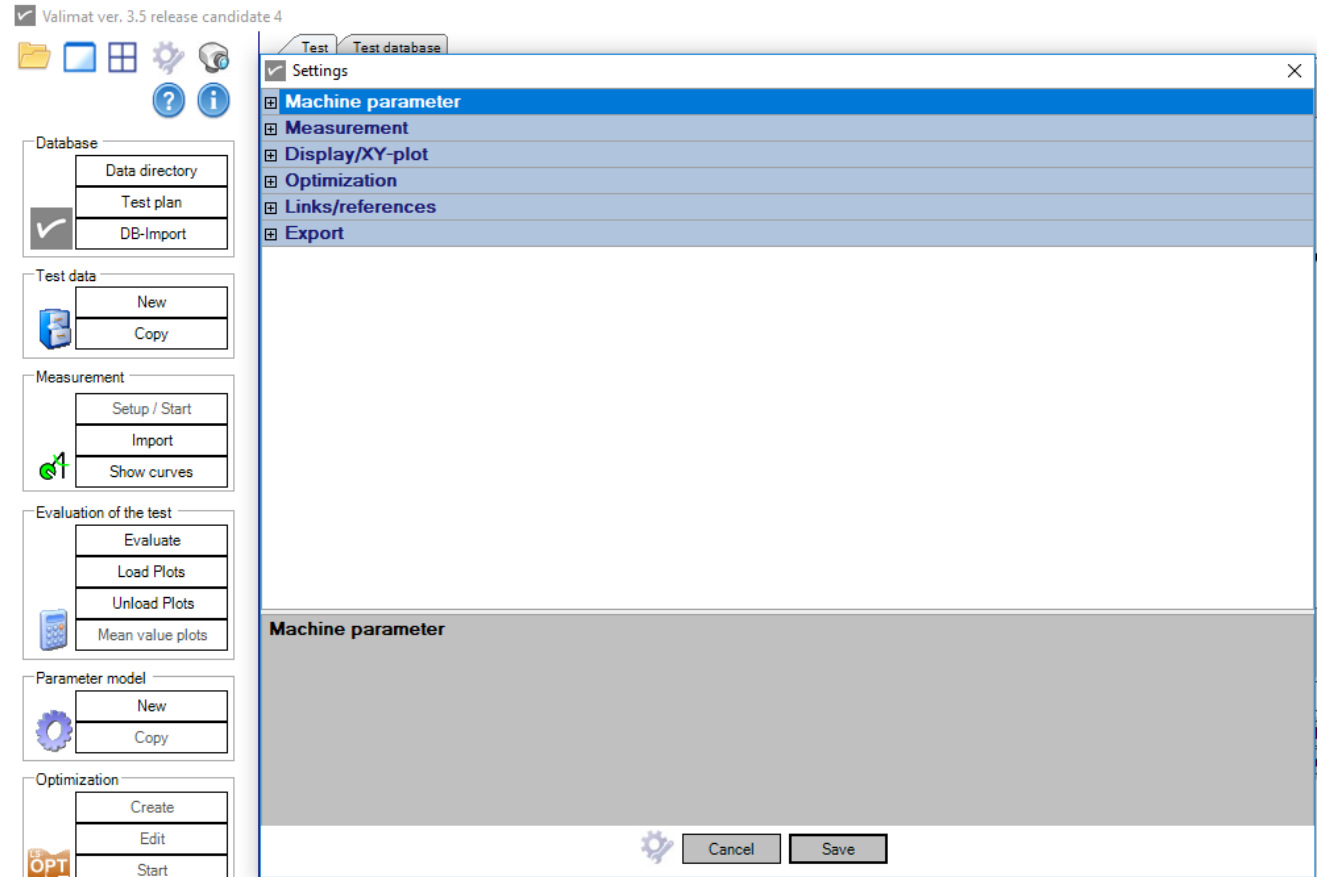 Valimat ver. 3.5 release candidate 4
Test
Test database
Settings
Machine parameter
Measurement
Display/XY-plot
Optimization
Links/references
Export
Machine parameter
Cancel
Save
Database
Data directory
Test plan
DB-Import
Test data
New
Copy
Measurement
Setup / Start
Import
Show curves
Evaluation of the test
Evaluate
Load Plots
Unload Plots
Mean value plots
Parameter model
New
Copy
Optimization
Create
Edit
Start
LS
OPT